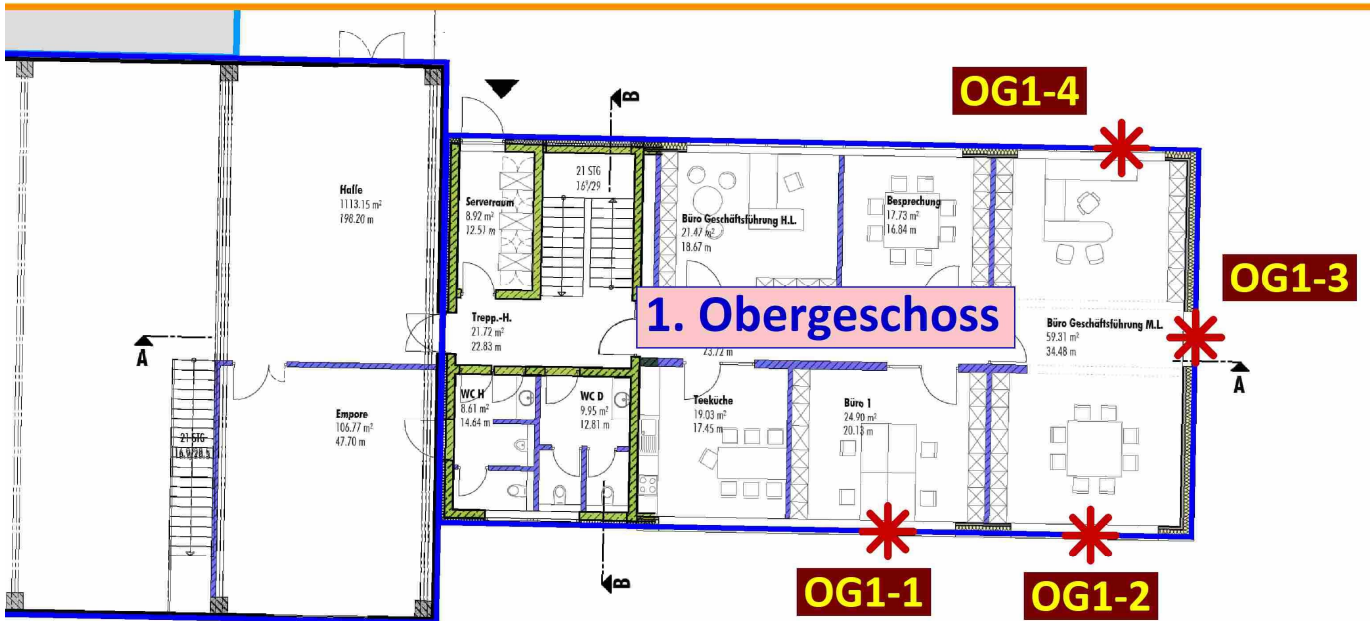 OG1-4
B
Halle
1113.15 m²
198.20 m
21 STG
16⁵/29
Serverraum
8.92 m²
12.51 m
Büro Geschäftsführung H.L.
21.47 m²
18.67 m
Besprechung
17.73 m²
16.84 m
OG1-3
1. Obergeschoss
Trepp.-H.
21.72 m²
22.83 m
23.72 m
Büro Geschäftsführung M.L.
59.31 m²
34.48 m
A
A
WC H
8.61 m²
14.64 m
WC D
9.95 m²
12.81 m
Teeküche
19.03 m²
17.45 m
Büro 1
24.90 m²
20.13 m
Empore
106.77 m²
47.70 m
21 STG
B
OG1-1
OG1-2